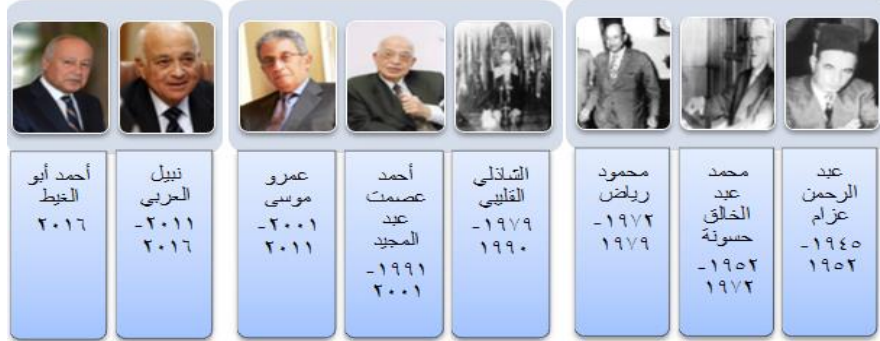 عبد
الرحمن
عزام
١٩٤٥-
١٩٥٢
محمد
عبد
الخالق
حسونة
١٩٥٢-
١٩٧٢
محمود
رياض
١٩٧٢-
١٩٧٩
الشاذلي
القليبي
١٩٧٩-
١٩٩٠
أحمد
عصمت
عبد
المجيد
١٩٩١-
٢٠٠١
عمرو
موسى
٢٠٠١-
٢٠١١
نبيل
العربي
٢٠١١-
٢٠١٦
أحمد أبو
الغيط
٢٠١٦